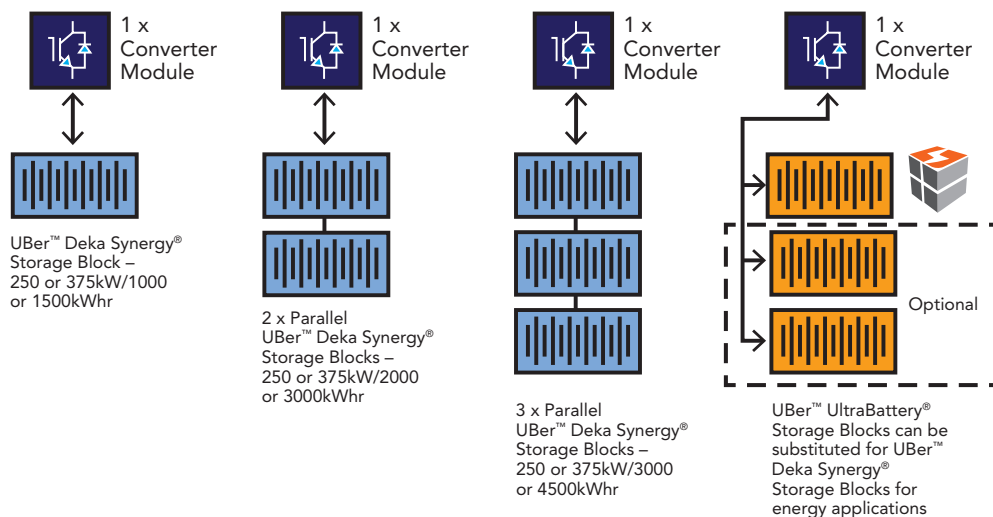 1 x
Converter
Module
UBer™ Deka Synergy®
Storage Block –
250 or 375kW/1000
or 1500kWhr
1 x
Converter
Module
2 x Parallel
UBer™ Deka Synergy®
Storage Blocks –
250 or 375kW/2000
or 3000kWhr
1 x
Converter
Module
3 x Parallel
UBer™ Deka Synergy®
Storage Blocks –
250 or 375kW/3000
or 4500kWhr
1 x
Converter
Module
Optional
UBer™ UltraBattery®
Storage Blocks can be
substituted for UBer™
Deka Synergy®
Storage Blocks for
energy applications